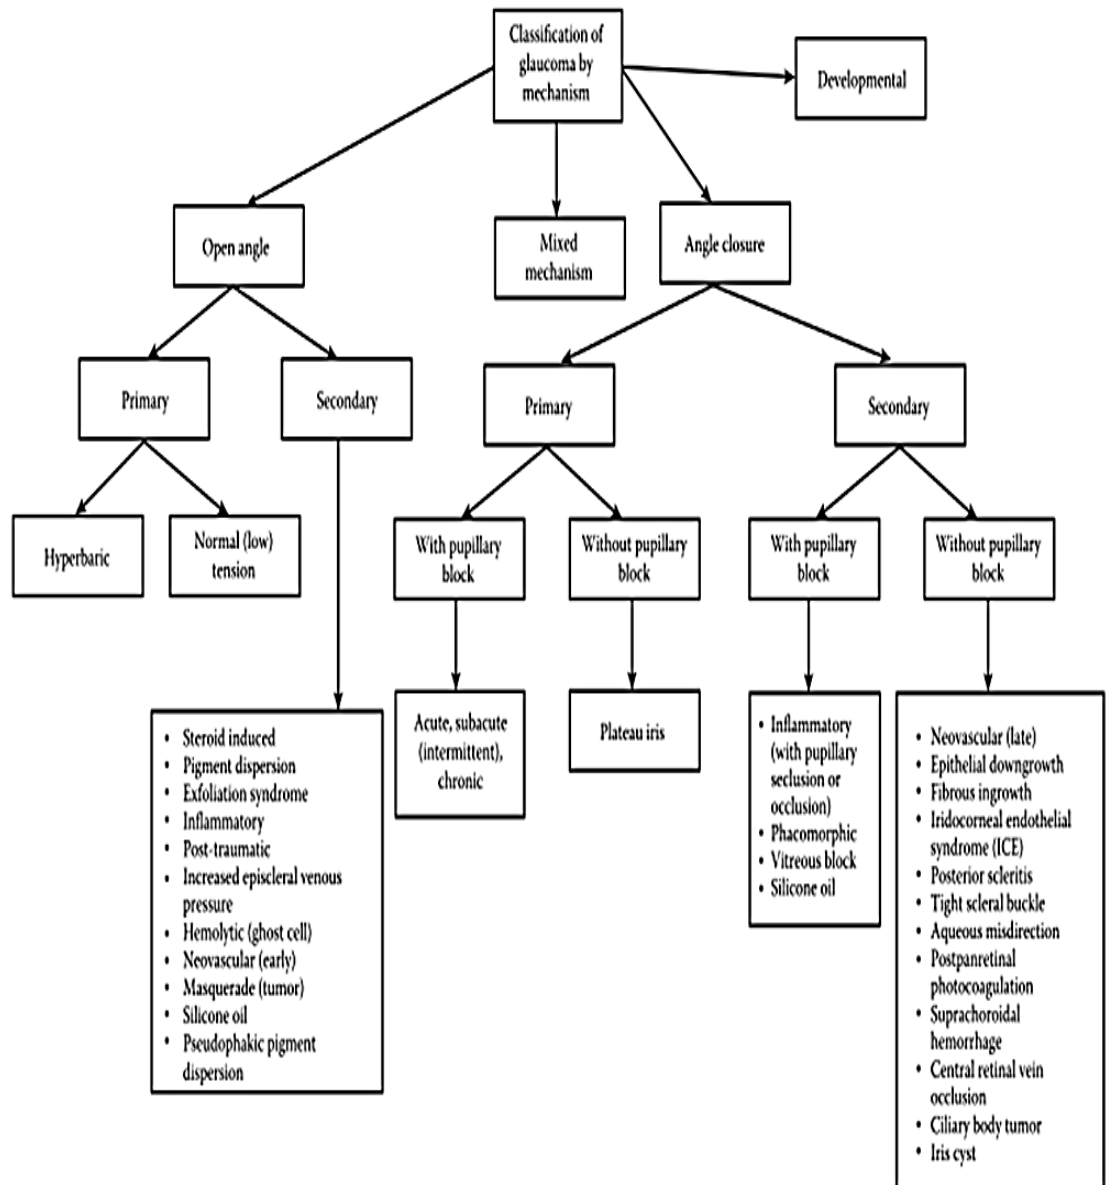 Classification of
glaucoma by
mechanism
Developmental
Open angle
Mixed
mechanism
Angle closure
Primary
Secondary
Primary
Secondary
Hyperbaric
Normal (low)
tension
With pupillary
block
Without pupillary
block
With pupillary
block
Without pupillary
block
• Steroid induced
• Pigment dispersion
• Exfoliation syndrome
• Inflammatory
• Post-traumatic
• Increased episcleral venous
pressure
• Hemolytic (ghost cell)
• Neovascular (early)
• Masquerade (tumor)
• Silicone oil
• Pseudophakic pigment
dispersion
Acute, subacute
(intermittent),
chronic
Plateau iris
• Inflammatory
(with pupillary
seclusion or
occlusion)
• Phacomorphic
• Vitreous block
• Silicone oil
• Neovascular (late)
• Epithelial downgrowth
• Fibrous ingrowth
• Iridocorneal endothelial
syndrome (ICE)
• Posterior scleritis
• Tight scleral buckle
• Aqueous misdirection
• Postpanretinal
photocoagulation
• Suprachoroidal
hemorrhage
• Central retinal vein
occlusion
• Ciliary body tumor
• Iris cyst